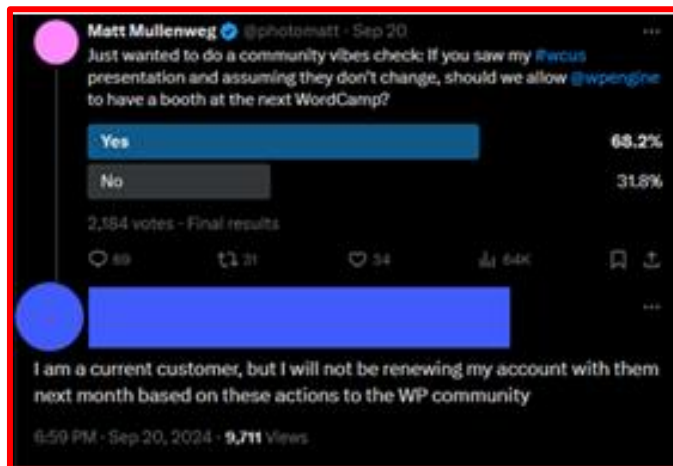 Matt Mullenweg @photomatt · Sep 20
Just wanted to do a community vibes check: If you saw my #wcus
presentation and assuming they don't change, should we allow @wpengine
to have a booth at the next WordCamp?
Yes 68.2%
No 31.8%
2,184 votes · Final results
69 31 34 64K
I am a current customer, but I will not be renewing my account with them
next month based on these actions to the WP community
6:59 PM · Sep 20, 2024 · 9,711 Views